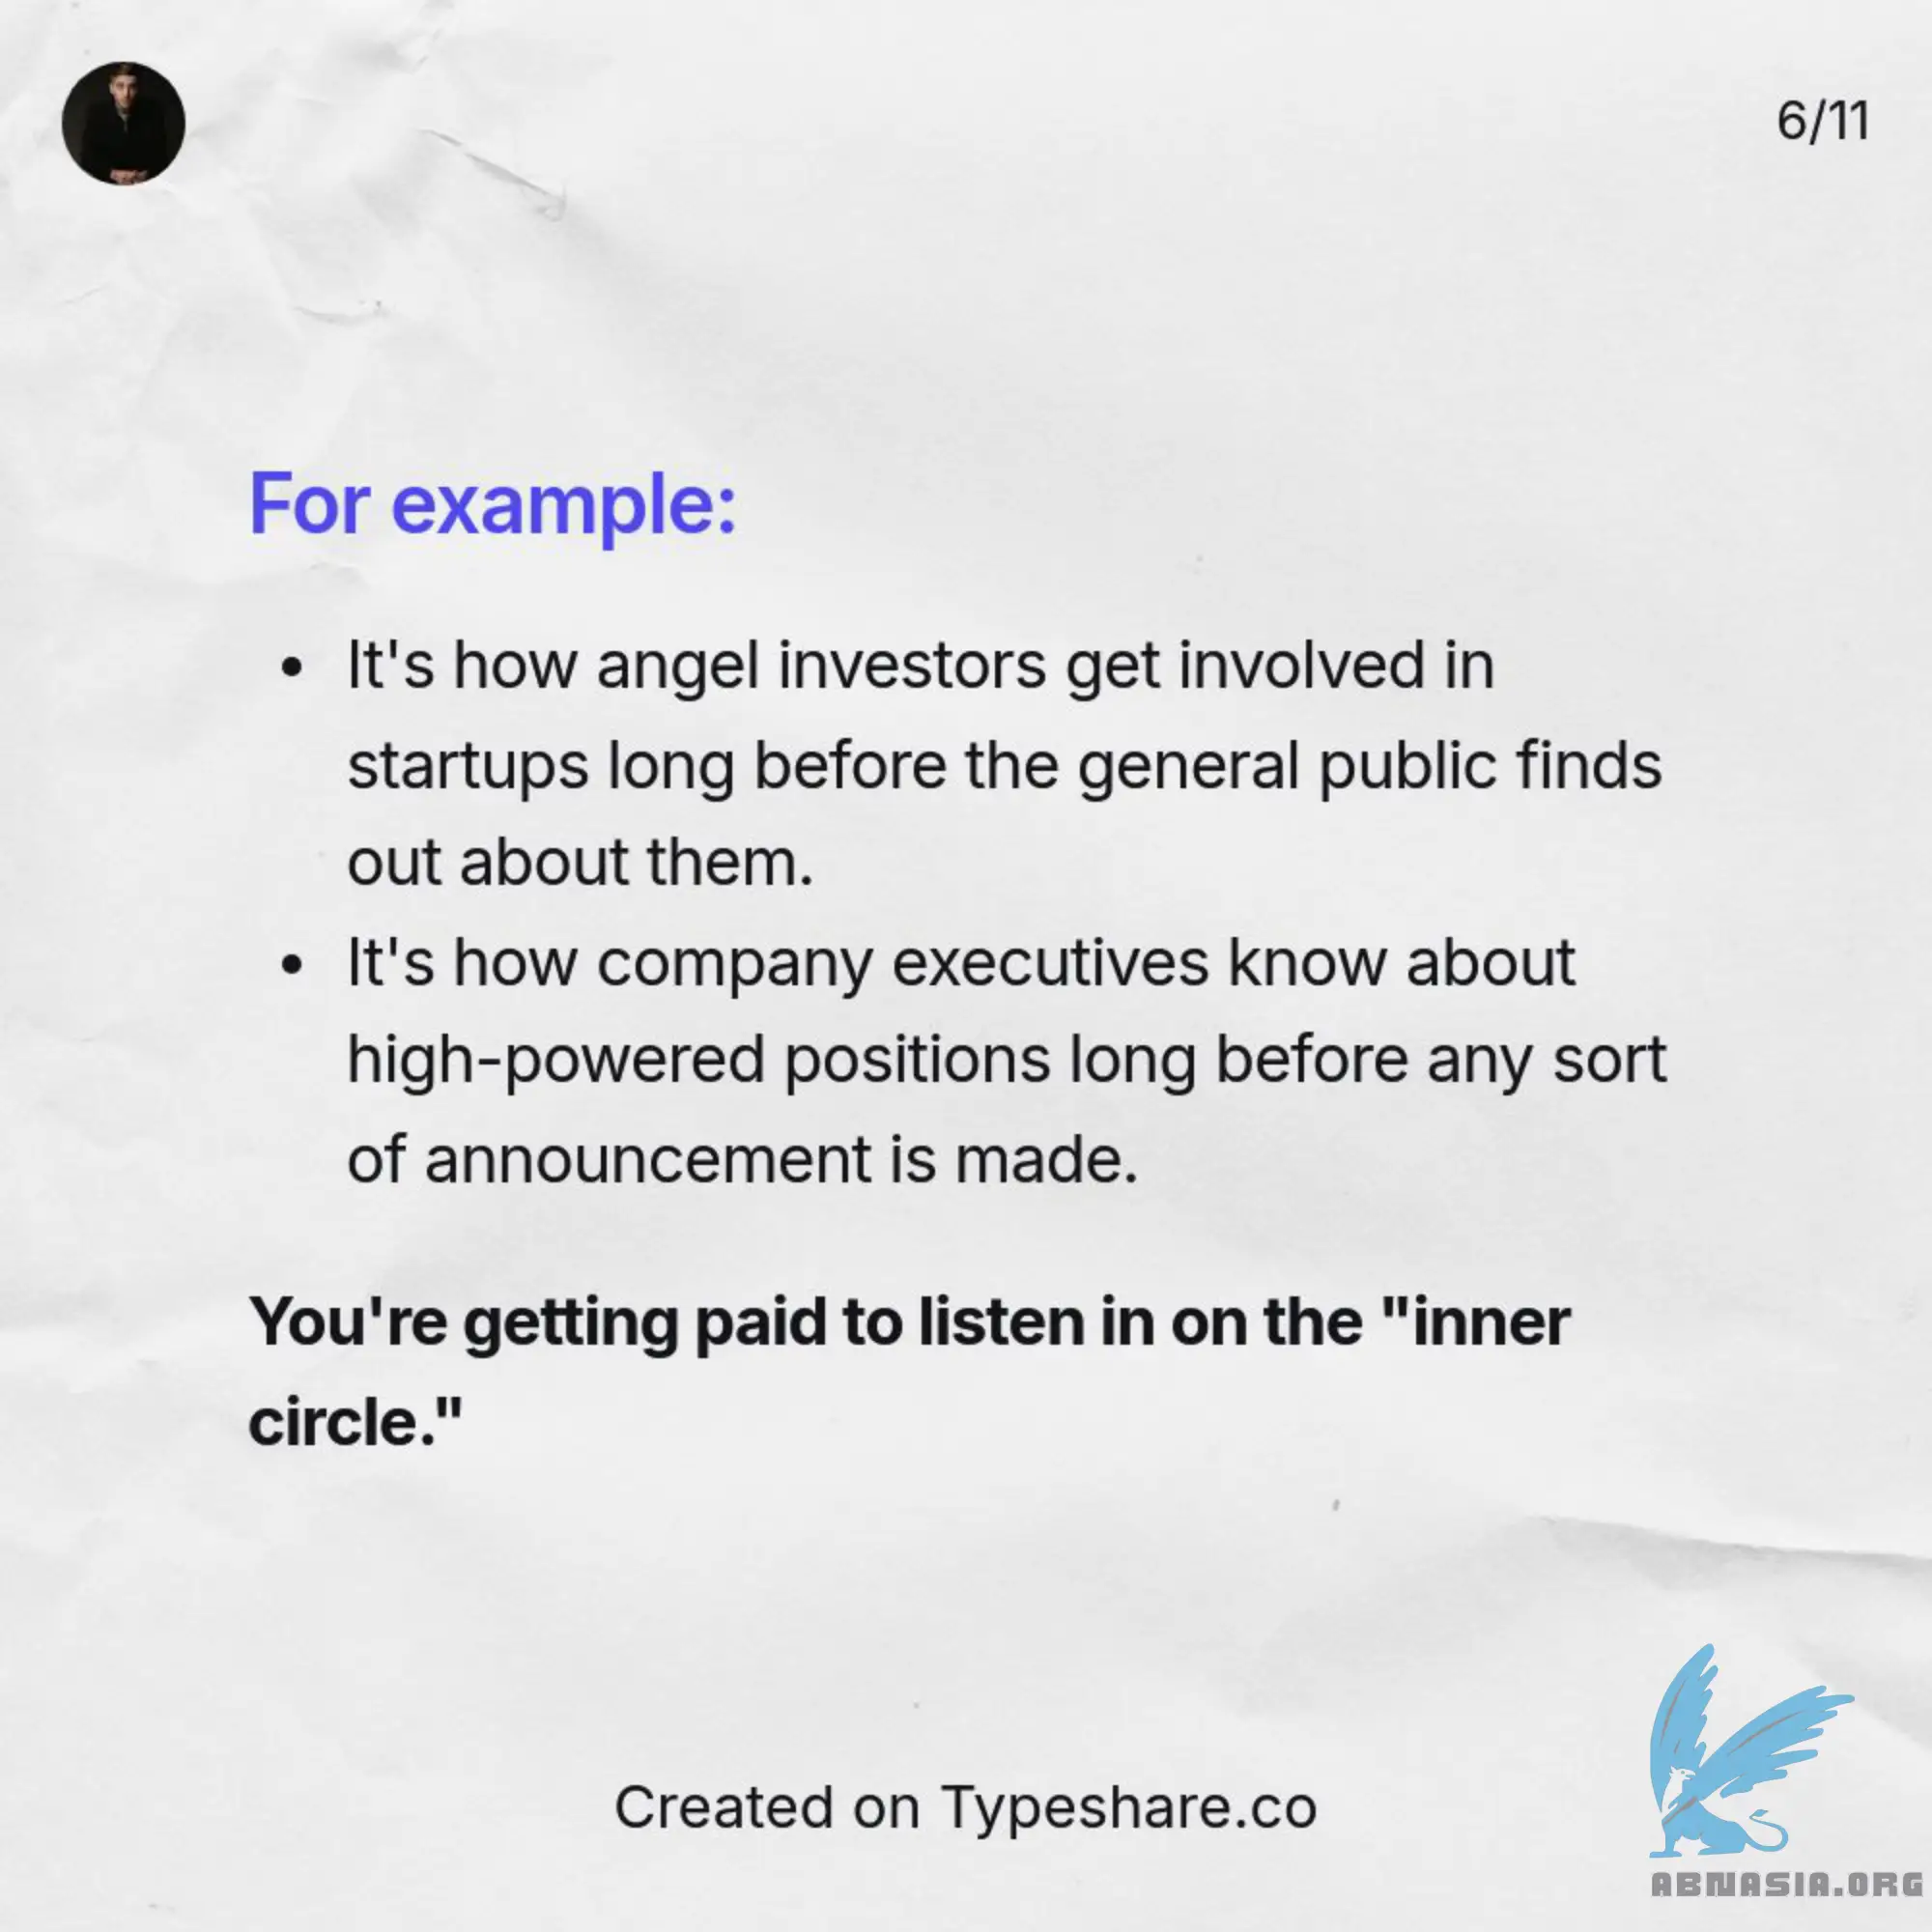 6/11
For example:
• It's how angel investors get involved in
startups long before the general public finds
out about them.
• It's how company executives know about
high-powered positions long before any sort
of announcement is made.
You're getting paid to listen in on the "inner
circle."
Created on Typeshare.co
ABNASIA.ORG